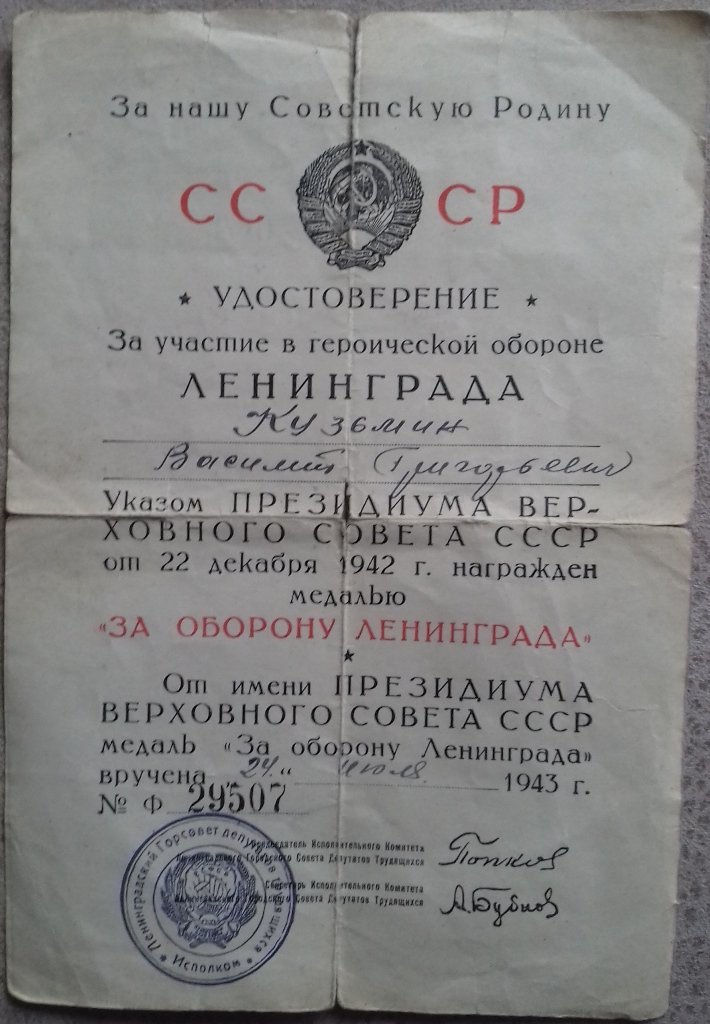 За нашу Советскую Родину
СССР
★ УДОСТОВЕРЕНИЕ ★
За участие в героической обороне
ЛЕНИНГРАДА
Кузьмин
Василий Григорьевич
Указом ПРЕЗИДИУМА ВЕР-
ХОВНОГО СОВЕТА СССР
от 22 декабря 1942 г. награжден
медалью
«ЗА ОБОРОНУ ЛЕНИНГРАДА»
★
От имени ПРЕЗИДИУМА
ВЕРХОВНОГО СОВЕТА СССР
медаль «За оборону Ленинграда»
вручена „24“ июля 1943 г.
№ Ф 29507
Председатель Исполнительного Комитета
Ленинградского Городского Совета Депутатов Трудящихся
Попков
Секретарь Исполнительного Комитета
Ленинградского Городского Совета Депутатов Трудящихся
А. Бубнов
Ленинградский Горсовет депутатов трудящихся
★ Исполком ★